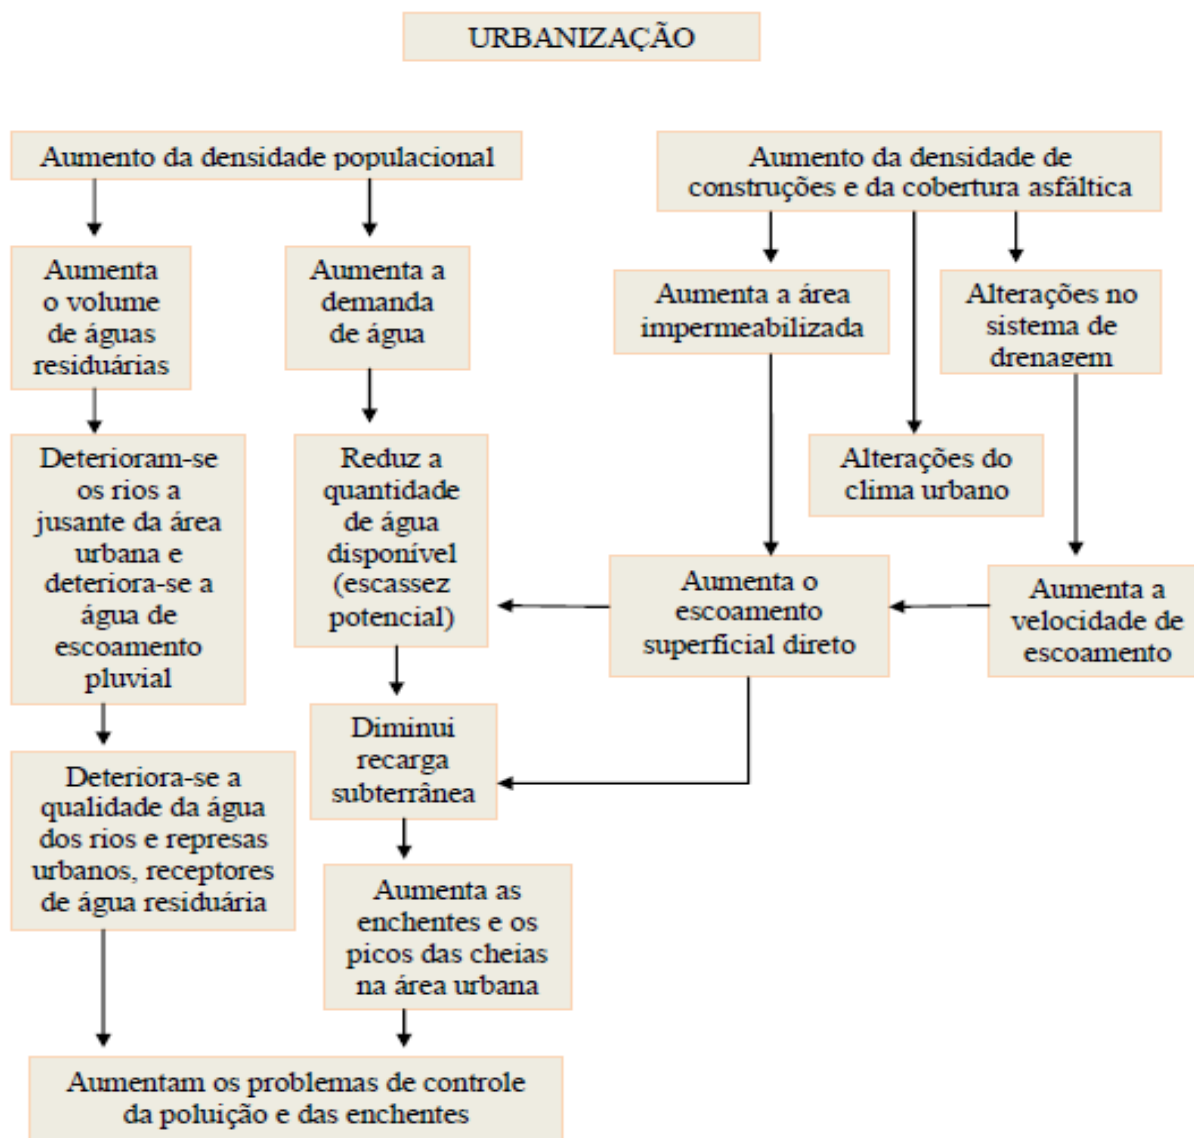 URBANIZAÇÃO
Aumento da densidade populacional
Aumento da densidade de
construções e da cobertura asfáltica
Aumenta
o volume
de águas
residuárias
Aumenta a
demanda
de água
Aumenta a área
impermeabilizada
Alterações no
sistema de
drenagem
Deterioram-se
os rios a
jusante da área
urbana e
deteriora-se a
água de
escoamento
pluvial
Reduz a
quantidade
de água
disponível
(escassez
potencial)
Alterações do
clima urbano
Aumenta o
escoamento
superficial direto
Aumenta a
velocidade de
escoamento
Diminui
recarga
subterrânea
Deteriora-se a
qualidade da água
dos rios e represas
urbanos, receptores
de água residuária
Aumenta as
enchentes e os
picos das cheias
na área urbana
Aumentam os problemas de controle
da poluição e das enchentes